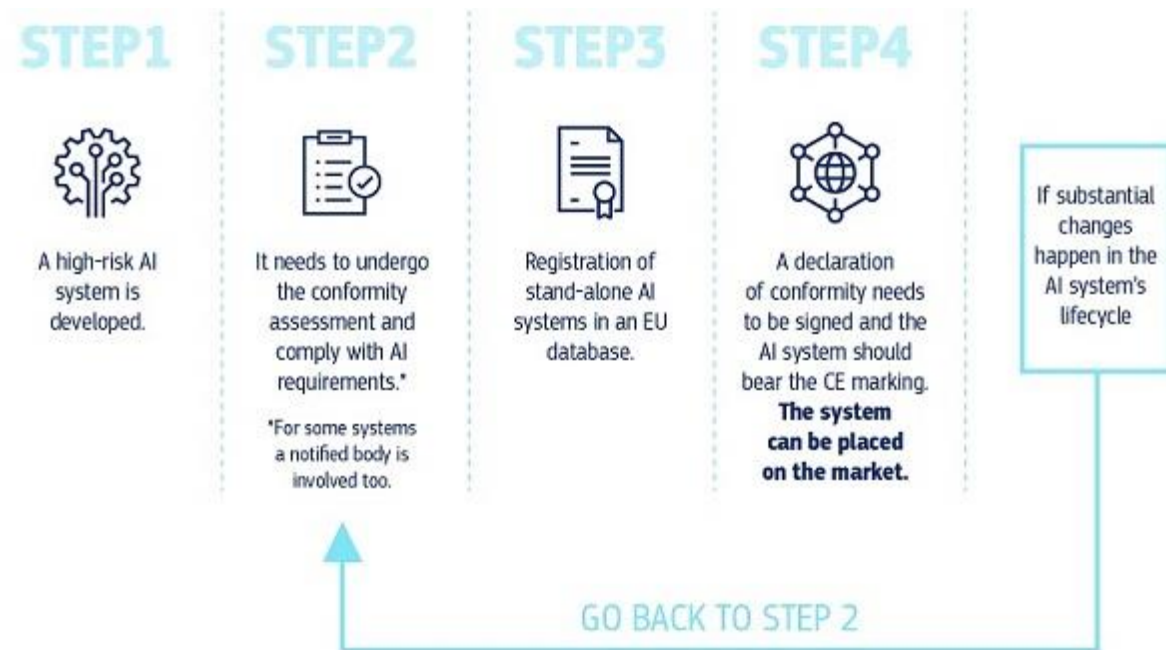 STEP1
A high-risk AI
system is
developed.
STEP2
It needs to undergo
the conformity
assessment and
comply with AI
requirements.*
*For some systems
a notified body is
involved too.
STEP3
Registration of
stand-alone AI
systems in an EU
database.
STEP4
A declaration
of conformity needs
to be signed and the
AI system should
bear the CE marking.
The system
can be placed
on the market.
If substantial
changes
happen in the
AI system's
lifecycle
GO BACK TO STEP 2